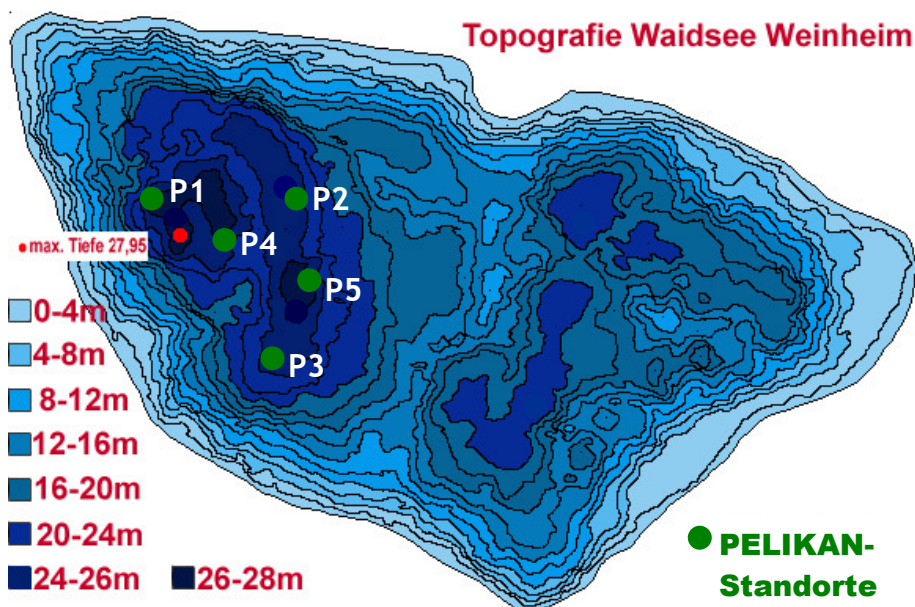 Topografie Waidsee Weinheim
P1
P2
P4
max. Tiefe 27,95
P5
P3
0-4m
4-8m
8-12m
12-16m
16-20m
20-24m
24-26m
26-28m
PELIKAN-
Standorte